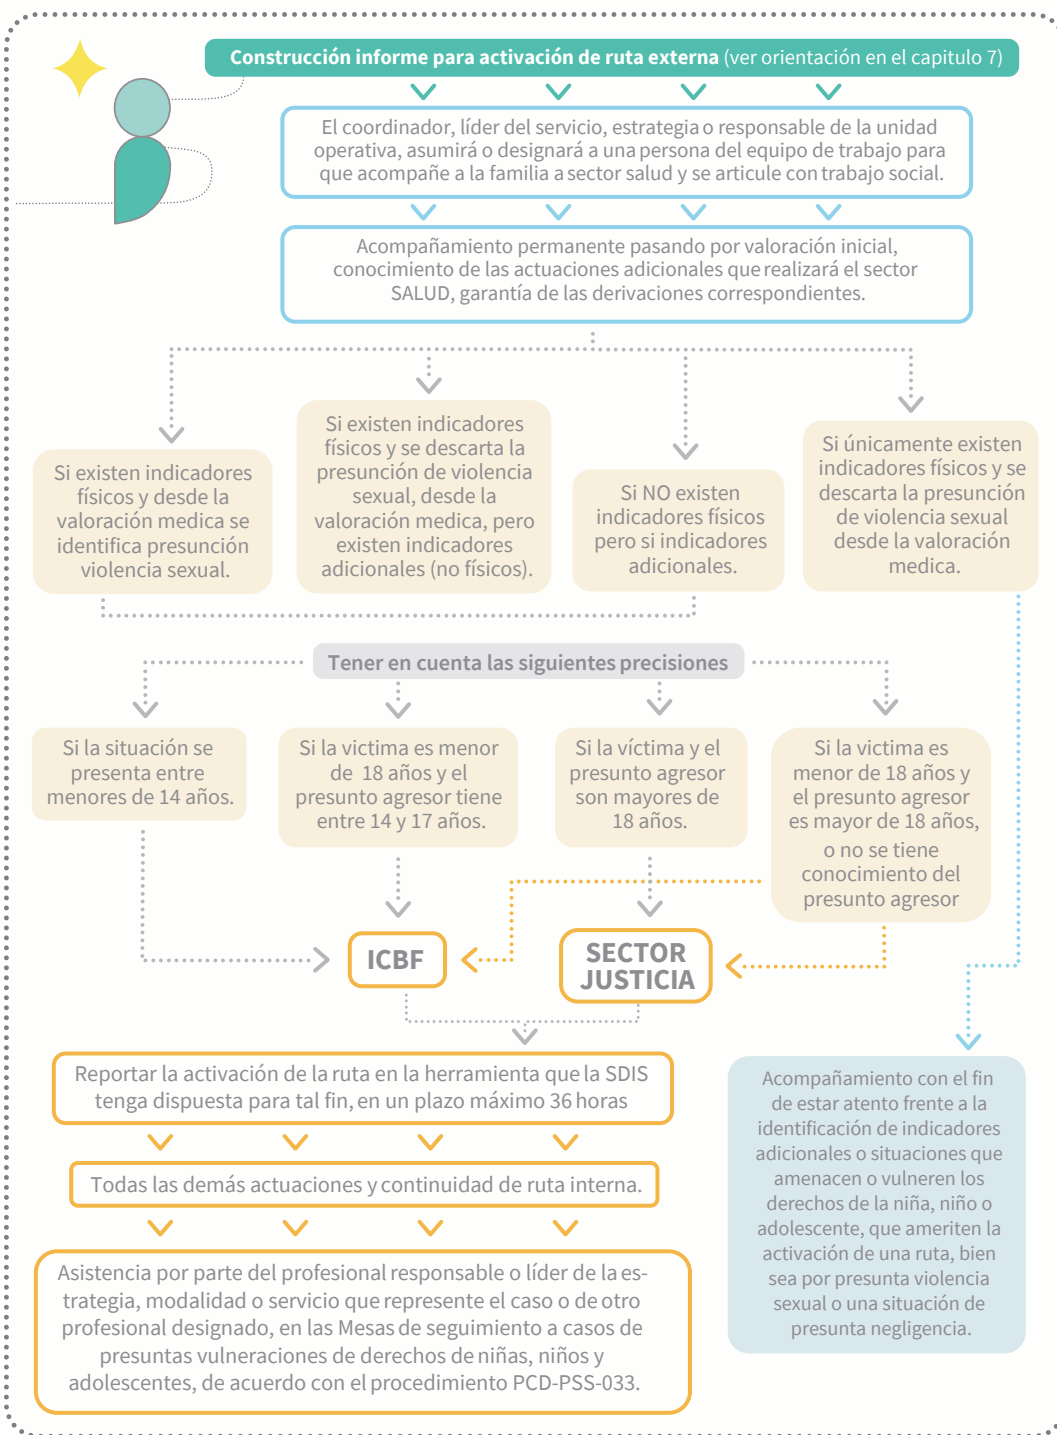 Construcción informe para activación de ruta externa (ver orientación en el capitulo 7)
El coordinador, líder del servicio, estrategia o responsable de la unidad
operativa, asumirá o designará a una persona del equipo de trabajo para
que acompañe a la familia a sector salud y se articule con trabajo social.
Acompañamiento permanente pasando por valoración inicial,
conocimiento de las actuaciones adicionales que realizará el sector
SALUD, garantía de las derivaciones correspondientes.
Si existen indicadores
físicos y desde la
valoración medica se
identifica presunción
violencia sexual.
Si existen indicadores
físicos y se descarta la
presunción de violencia
sexual, desde la
valoración medica, pero
existen indicadores
adicionales (no físicos).
Si NO existen
indicadores físicos
pero si indicadores
adicionales.
Si únicamente existen
indicadores físicos y se
descarta la presunción
de violencia sexual
desde la valoración
medica.
Tener en cuenta las siguientes precisiones
Si la situación se
presenta entre
menores de 14 años.
Si la victima es menor
de 18 años y el
presunto agresor tiene
entre 14 y 17 años.
Si la víctima y el
presunto agresor
son mayores de
18 años.
Si la victima es
menor de 18 años y
el presunto agresor
es mayor de 18 años,
o no se tiene
conocimiento del
presunto agresor
ICBF
SECTOR
JUSTICIA
Reportar la activación de la ruta en la herramienta que la SDIS
tenga dispuesta para tal fin, en un plazo máximo 36 horas
Todas las demás actuaciones y continuidad de ruta interna.
Asistencia por parte del profesional responsable o líder de la es-
trategia, modalidad o servicio que represente el caso o de otro
profesional designado, en las Mesas de seguimiento a casos de
presuntas vulneraciones de derechos de niñas, niños y
adolescentes, de acuerdo con el procedimiento PCD-PSS-033.
Acompañamiento con el fin
de estar atento frente a la
identificación de indicadores
adicionales o situaciones que
amenacen o vulneren los
derechos de la niña, niño o
adolescente, que ameriten la
activación de una ruta, bien
sea por presunta violencia
sexual o una situación de
presunta negligencia.